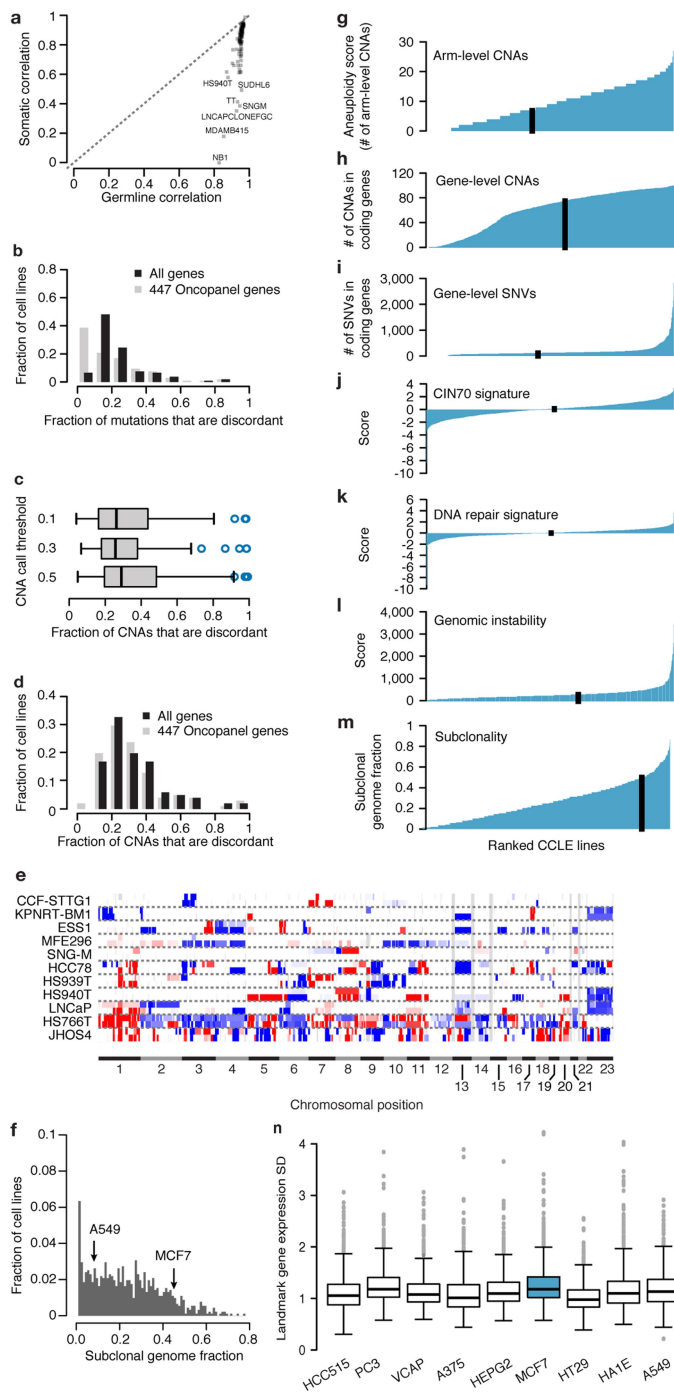 a
Somatic correlation
1
0.8
0.6
0.4
0.2
0
HS940T
SUDHL6
TT
SNGM
LNCAPCLONEFGC
MDAMB415
NB1
0 0.2 0.4 0.6 0.8 1
Germline correlation
b
Fraction of cell lines
0.8
0.6
0.4
0.2
0
All genes
447 Oncopanel genes
0 0.2 0.4 0.6 0.8 1
Fraction of mutations that are discordant
c
CNA call threshold
0.1
0.3
0.5
0 0.2 0.4 0.6 0.8 1
Fraction of CNAs that are discordant
d
Fraction of cell lines
0.4
0.3
0.2
0.1
0
All genes
447 Oncopanel genes
0 0.2 0.4 0.6 0.8 1
Fraction of CNAs that are discordant
g
Aneuploidy score
(# of arm-level CNAs)
30
20
10
0
Arm-level CNAs
h
# of CNAs in
coding genes
120
80
40
0
Gene-level CNAs
i
# of SNVs in
coding genes
3,000
2,000
1,000
0
Gene-level SNVs
j
Score
4
2
0
-2
-4
-6
-8
-10
CIN70 signature
k
Score
6
4
2
0
-2
-4
-6
-8
-10
DNA repair signature
l
Score
4,000
3,000
2,000
1,000
0
Genomic instability
m
Subclonal
genome fraction
1
0.8
0.6
0.4
0.2
0
Subclonality
Ranked CCLE lines
e
CCF-STTG1
KPNRT-BM1
ESS1
MFE296
SNG-M
HCC78
HS939T
HS940T
LNCaP
HS766T
JHOS4
1 2 3 4 5 6 7 8 9 10 11 12 13 14 15 16 17 18 19 20 21 22 23
Chromosomal position
f
Fraction of cell lines
0.1
0.08
0.06
0.04
0.02
0
A549
MCF7
0 0.2 0.4 0.6 0.8
Subclonal genome fraction
n
Landmark gene expression SD
4
3
2
1
0
HCC515 PC3 VCAP A375 HEPG2 MCF7 HT29 HA1E A549